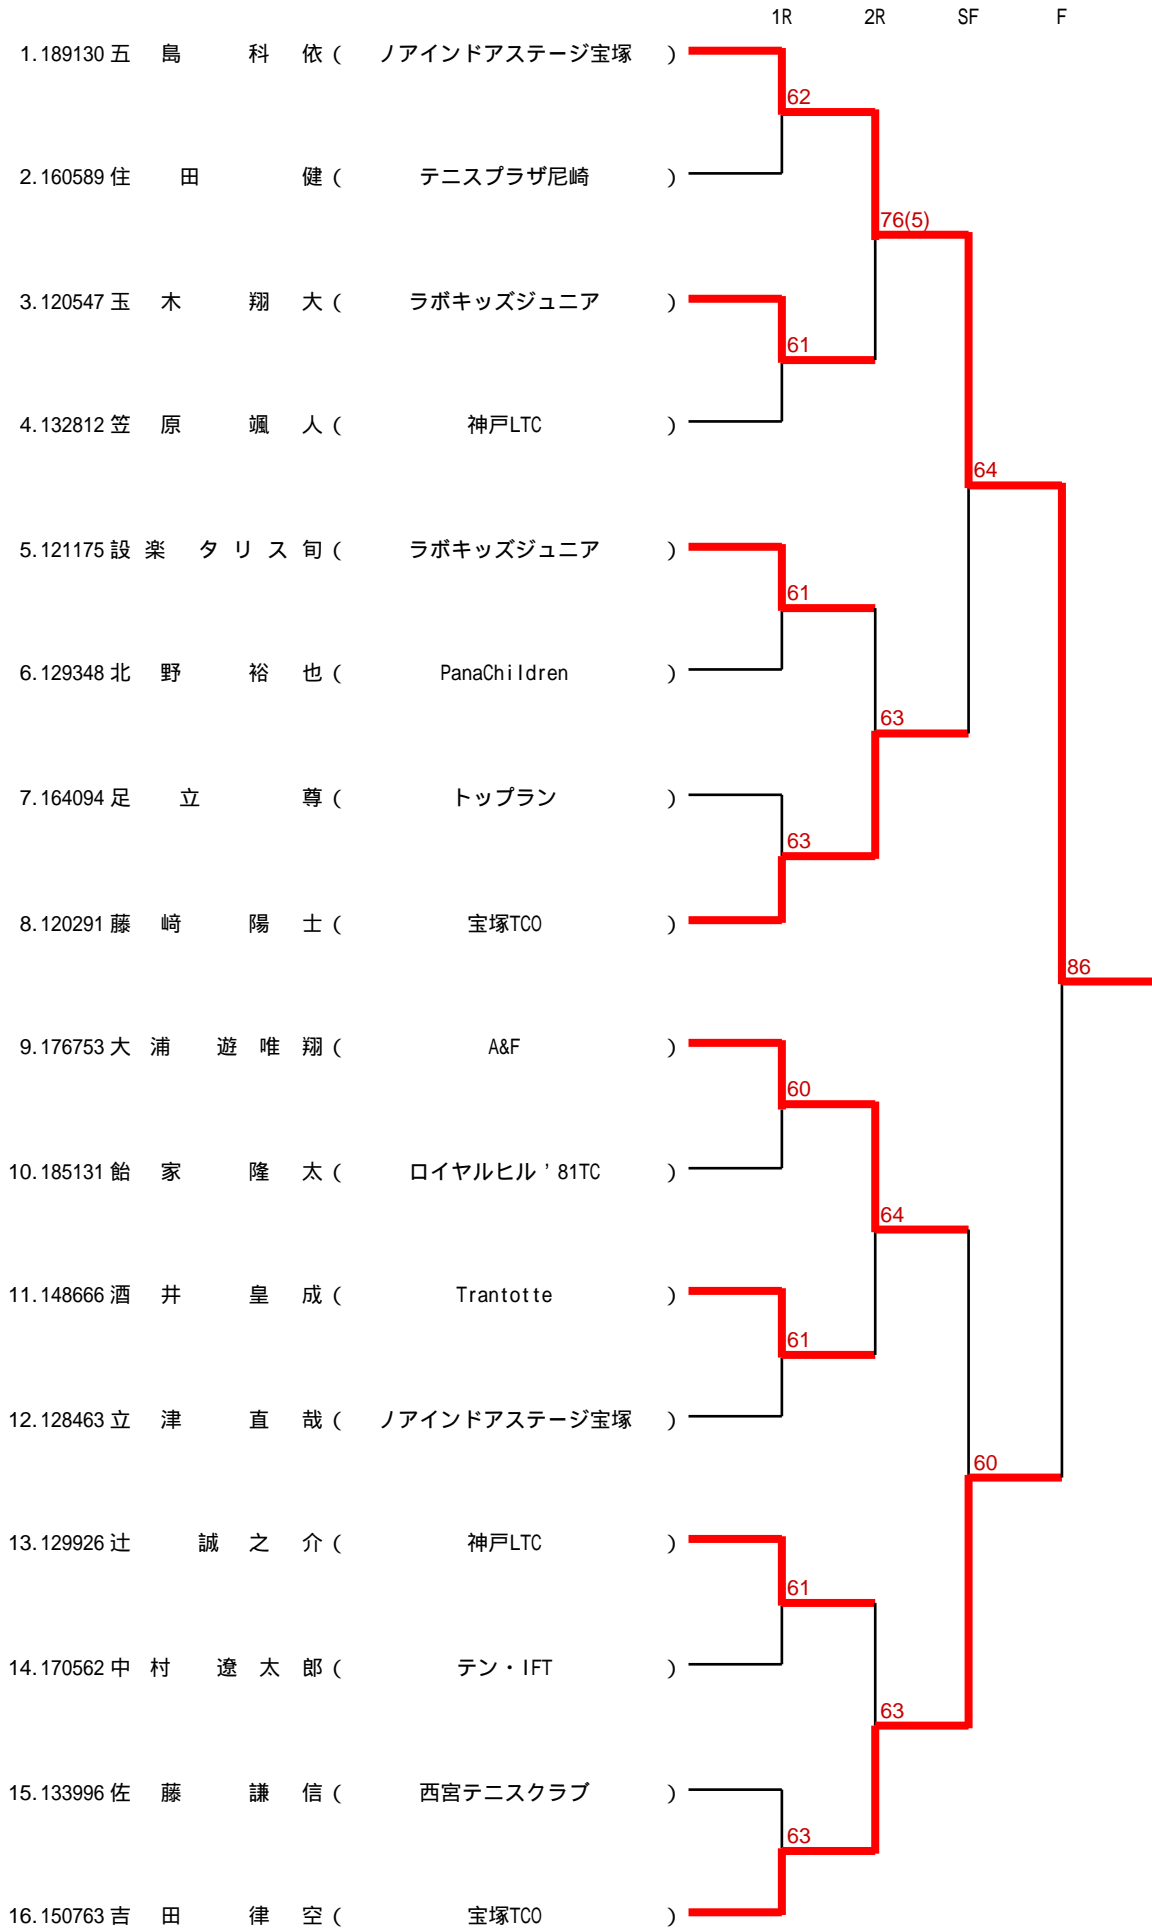 1R 2R SF F
1.189130 五島 科依 ( ノアインドアステージ宝塚 )
62
2.160589 住田 健 ( テニスプラザ尼崎 )
76(5)
3.120547 玉木 翔大 ( ラボキッズジュニア )
61
4.132812 笠原 颯人 ( 神戸LTC )
64
5.121175 設楽 タリス旬 ( ラボキッズジュニア )
61
6.129348 北野 裕也 ( PanaChildren )
63
7.164094 足立 尊 ( トップラン )
63
8.120291 藤﨑 陽士 ( 宝塚TCO )
86
9.176753 大浦 遊唯翔 ( A&F )
60
10.185131 飴家 隆太 ( ロイヤルヒル'81TC )
64
11.148666 酒井 皇成 ( Trantotte )
61
12.128463 立津 直哉 ( ノアインドアステージ宝塚 )
60
13.129926 辻 誠之介 ( 神戸LTC )
61
14.170562 中村 遼太郎 ( テン・IFT )
63
15.133996 佐藤 謙信 ( 西宮テニスクラブ )
63
16.150763 吉田 律空 ( 宝塚TCO )